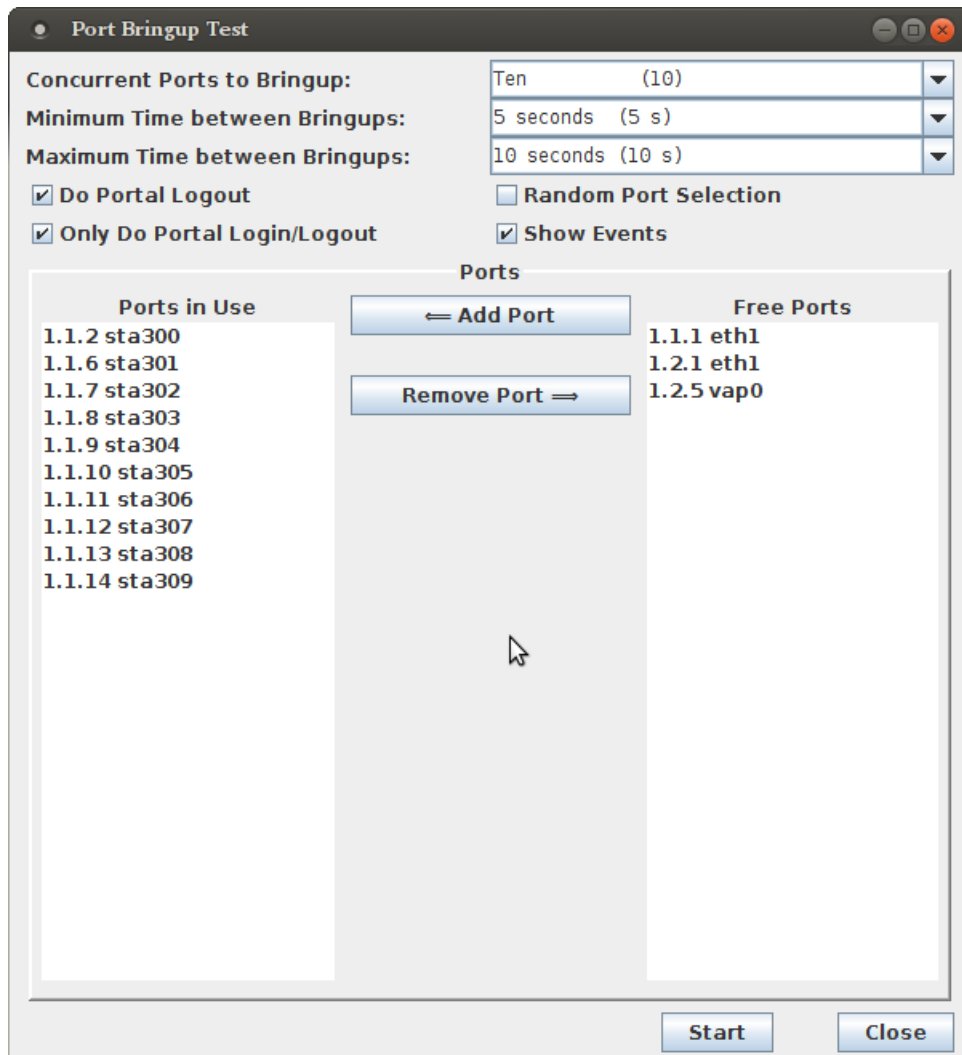 Port Bringup Test
Concurrent Ports to Bringup: Ten (10)
Minimum Time between Bringups: 5 seconds (5 s)
Maximum Time between Bringups: 10 seconds (10 s)
Do Portal Logout Random Port Selection
Only Do Portal Login/Logout Show Events
Ports
Ports in Use
1.1.2 sta300
1.1.6 sta301
1.1.7 sta302
1.1.8 sta303
1.1.9 sta304
1.1.10 sta305
1.1.11 sta306
1.1.12 sta307
1.1.13 sta308
1.1.14 sta309
⟸ Add Port
Remove Port ⟹
Free Ports
1.1.1 eth1
1.2.1 eth1
1.2.5 vap0
Start Close